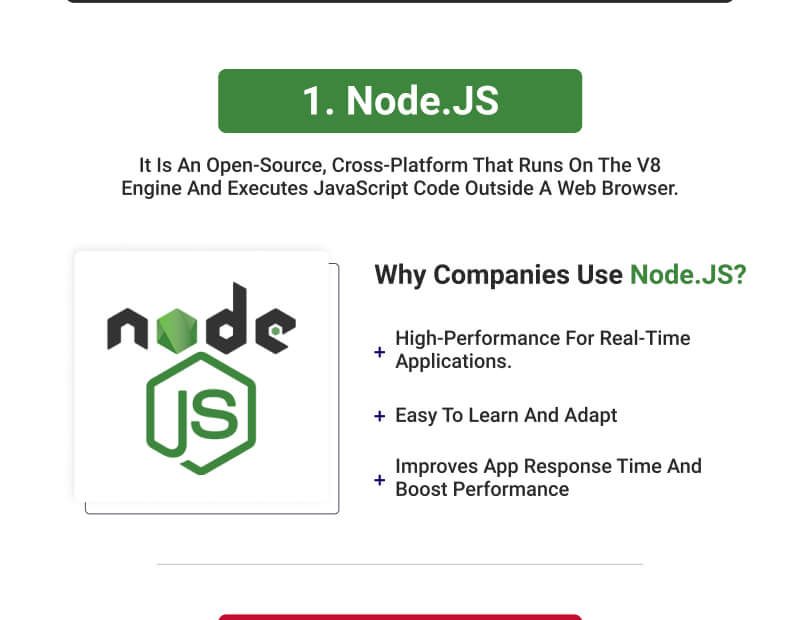 1. Node.JS
It Is An Open-Source, Cross-Platform That Runs On The V8
Engine And Executes JavaScript Code Outside A Web Browser.
node
JS
Why Companies Use Node.JS?
+ High-Performance For Real-Time
Applications.
+ Easy To Learn And Adapt
+ Improves App Response Time And
Boost Performance